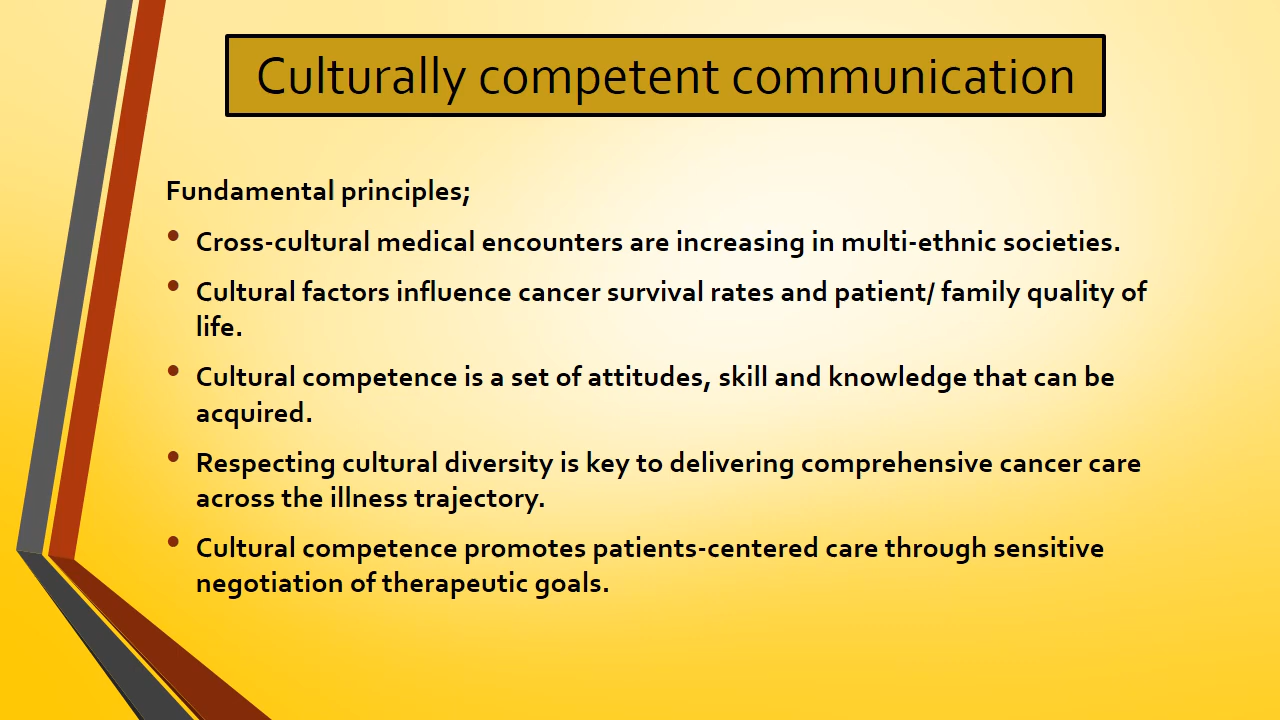 Culturally competent communication
Fundamental principles;
• Cross-cultural medical encounters are increasing in multi-ethnic societies.
• Cultural factors influence cancer survival rates and patient/ family quality of
life.
• Cultural competence is a set of attitudes, skill and knowledge that can be
acquired.
• Respecting cultural diversity is key to delivering comprehensive cancer care
across the illness trajectory.
• Cultural competence promotes patients-centered care through sensitive
negotiation of therapeutic goals.